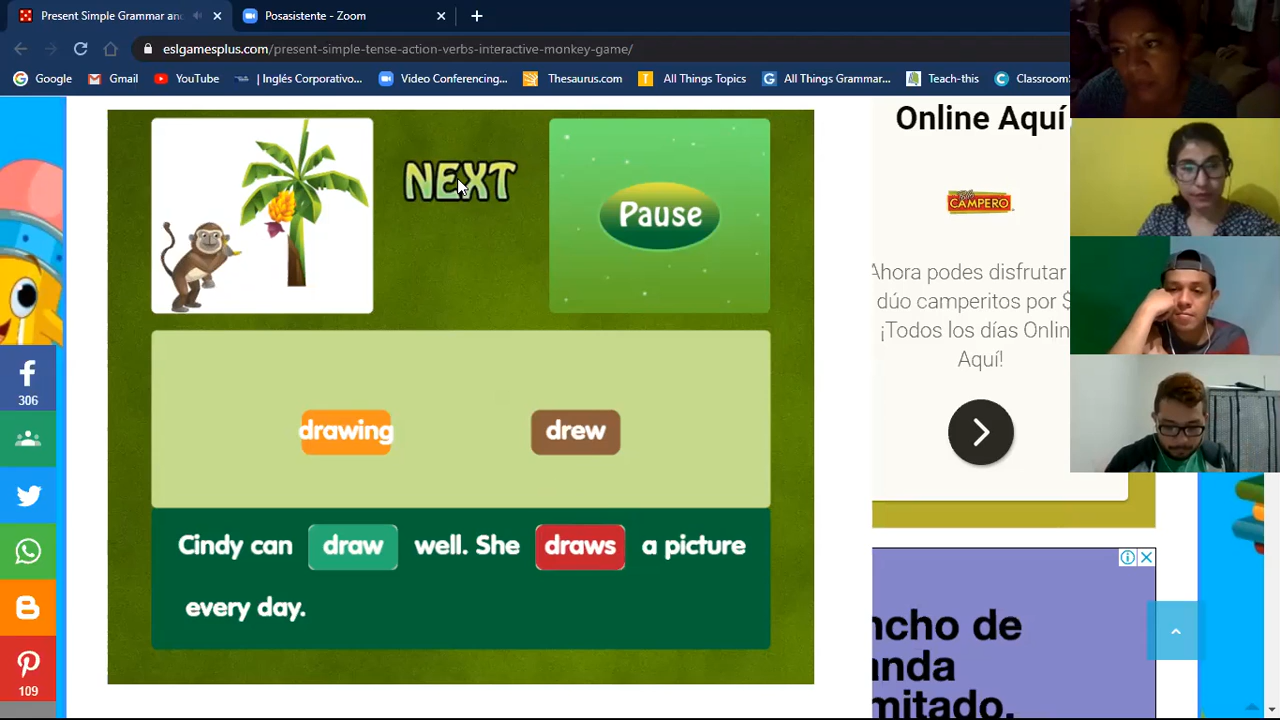 Present Simple Grammar an
Posasistente - Zoom
eslgamesplus.com/present-simple-tense-action-verbs-interactive-monkey-game/
Google
Gmail
YouTube
| Inglés Corporativo...
Video Conferencing...
Thesaurus.com
All Things Topics
All Things Grammar...
Teach-this
Classroom
NEXT
Pause
drawing
drew
Cindy can draw well. She draws a picture
every day.
306
109
Online Aquí
CAMPERO
Ahora podes disfrutar
dúo camperitos por $
¡Todos los días Onlin
Aquí!
ncho de
anda
mitado.